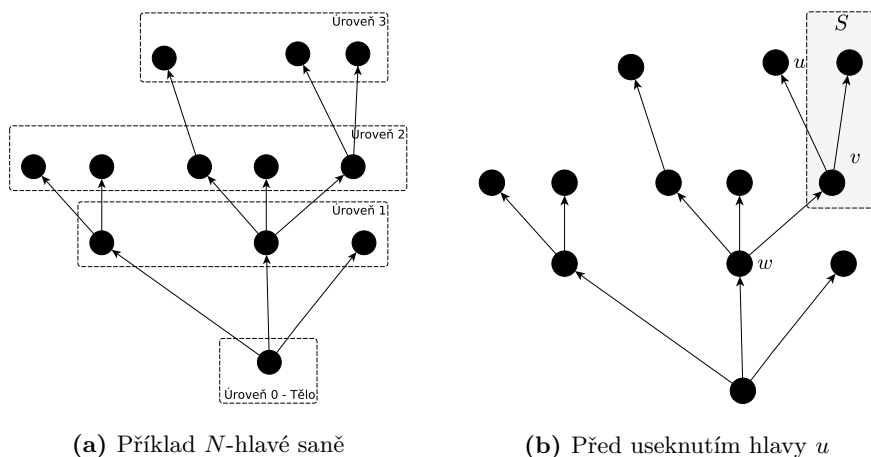 Úroveň 3
Úroveň 2
Úroveň 1
Úroveň 0 - Tělo
(a) Příklad N-hlavé saně
S
u
v
w
(b) Před useknutím hlavy u